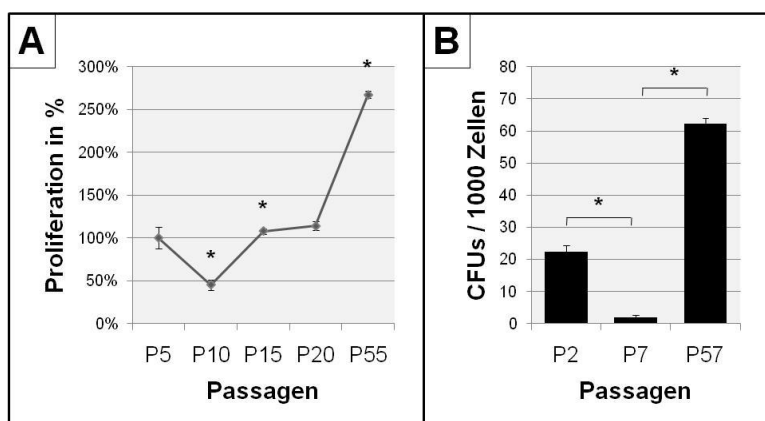 A
Proliferation in %
300%
250%
200%
150%
100%
50%
0%
*
*
*
P5 P10 P15 P20 P55
Passagen
B
CFUs / 1000 Zellen
80
70
60
50
40
30
20
10
0
*
*
P2 P7 P57
Passagen